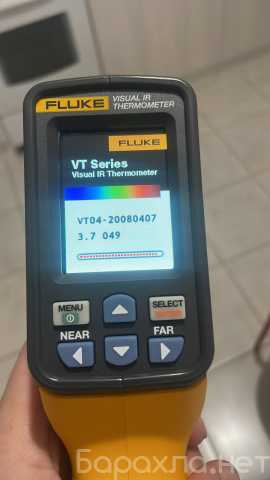 FLUKE
VISUAL IR
THERMOMETER
FLUKE
VT Series
Visual IR Thermometer
VT04-20080407
3.7 049
MENU
SELECT
NEAR
FAR
Барахла.нет